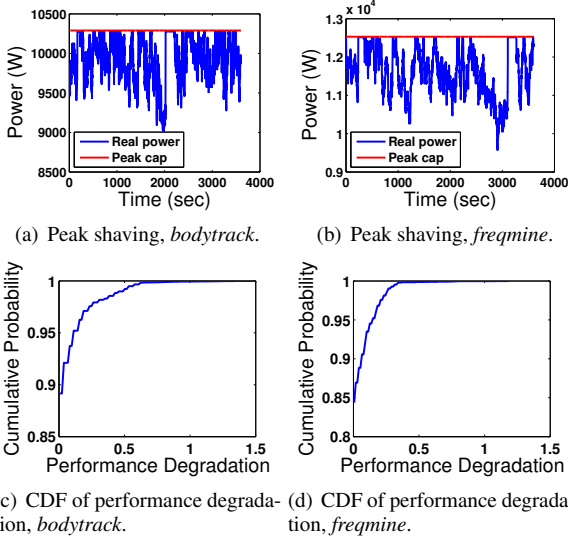 10500
10000
9500
9000
8500
Power (W)
Real power
Peak cap
0 1000 2000 3000 4000
Time (sec)
(a) Peak shaving, bodytrack.
x 10^4
1.3
1.2
1.1
1
0.9
Power (W)
Real power
Peak cap
0 1000 2000 3000 4000
Time (sec)
(b) Peak shaving, freqmine.
1
0.95
0.9
0.85
Cumulative Probability
0 0.5 1 1.5
Performance Degradation
c) CDF of performance degrada-
ion, bodytrack.
1
0.95
0.9
0.85
0.8
Cumulative Probability
0 0.5 1 1.5
Performance Degradation
(d) CDF of performance degrada
tion, freqmine.